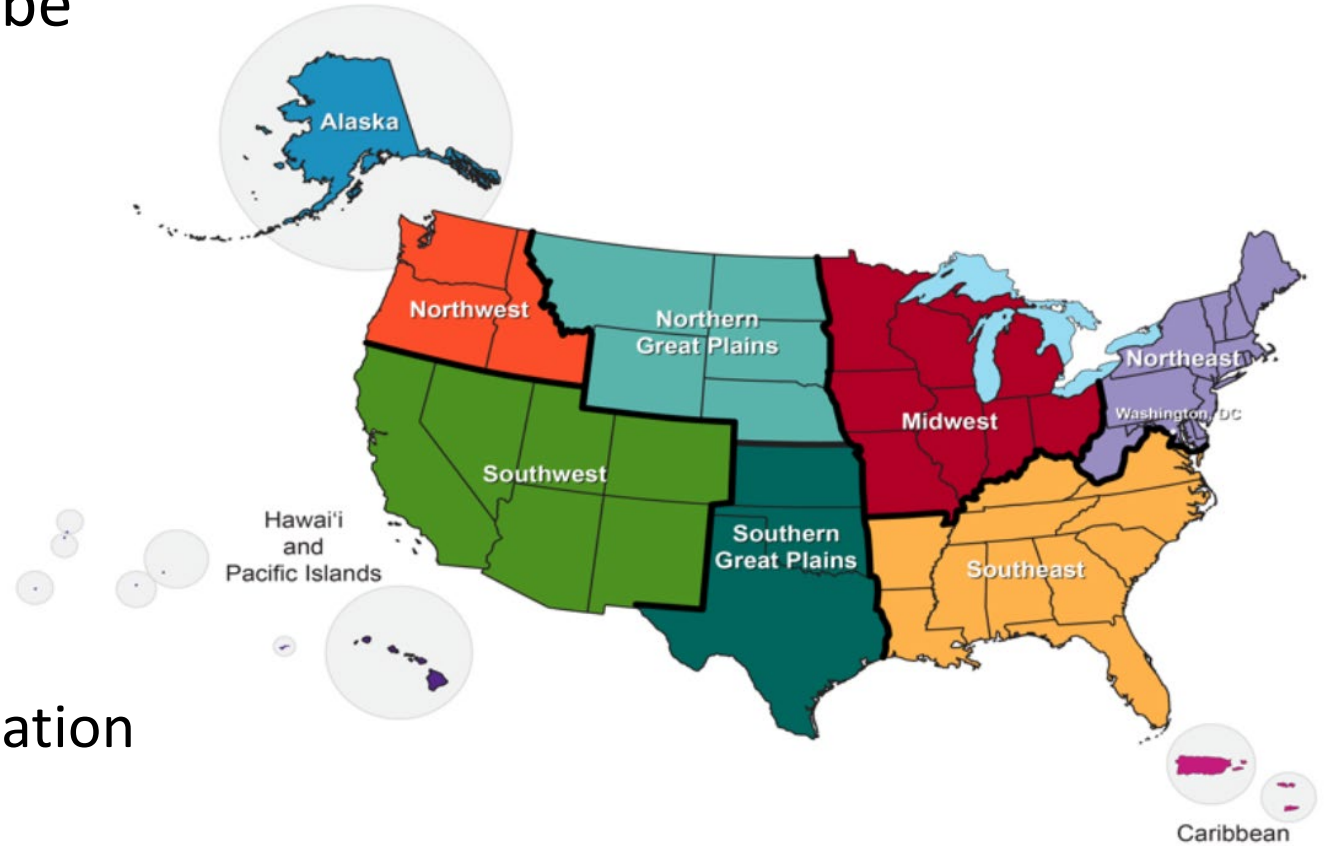 be
Alaska
Northwest
Northern
Great Plains
Northeast
Washington, DC
Midwest
Southwest
Hawai‘i
and
Pacific Islands
Southern
Great Plains
Southeast
ation
Caribbean